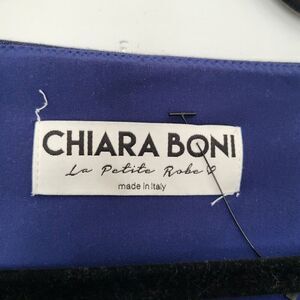 CHIARA BONI
La Petite Robe
made in Italy